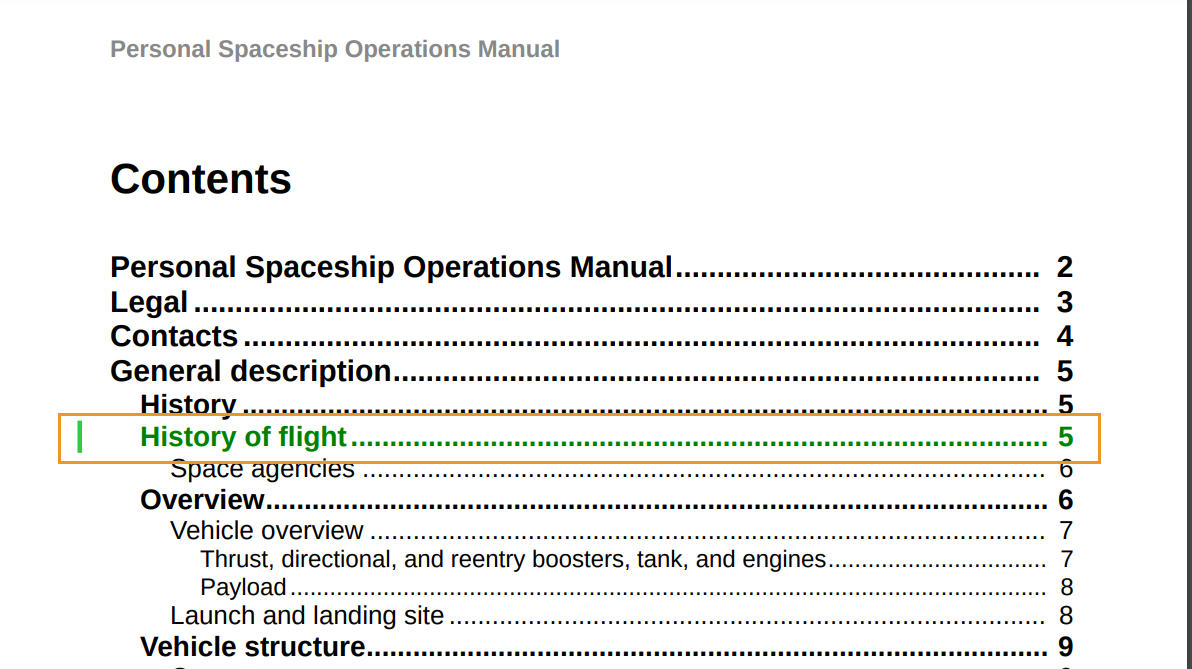 Personal Spaceship Operations Manual
Contents
Personal Spaceship Operations Manual........................................... 2
Legal ..................................................................................................... 3
Contacts ............................................................................................... 4
General description............................................................................. 5
History ................................................................................................ 5
History of flight................................................................................... 5
Space agencies ................................................................................. 6
Overview............................................................................................. 6
Vehicle overview ................................................................................ 7
Thrust, directional, and reentry boosters, tank, and engines................................. 7
Payload................................................................................................. 8
Launch and landing site ..................................................................... 8
Vehicle structure................................................................................ 9